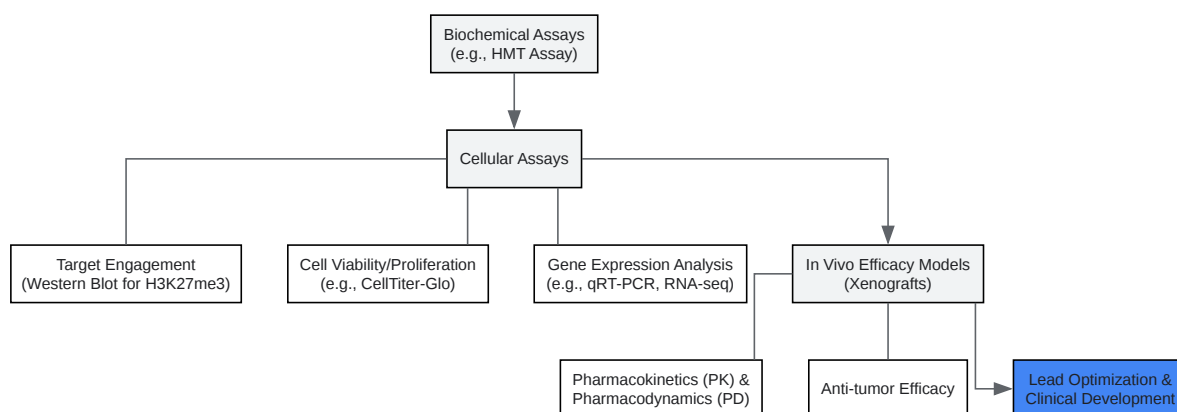 Biochemical Assays
(e.g., HMT Assay)
Cellular Assays
Target Engagement
(Western Blot for H3K27me3)
Cell Viability/Proliferation
(e.g., CellTiter-Glo)
Gene Expression Analysis
(e.g., qRT-PCR, RNA-seq)
In Vivo Efficacy Models
(Xenografts)
Pharmacokinetics (PK) &
Pharmacodynamics (PD)
Anti-tumor Efficacy
Lead Optimization &
Clinical Development